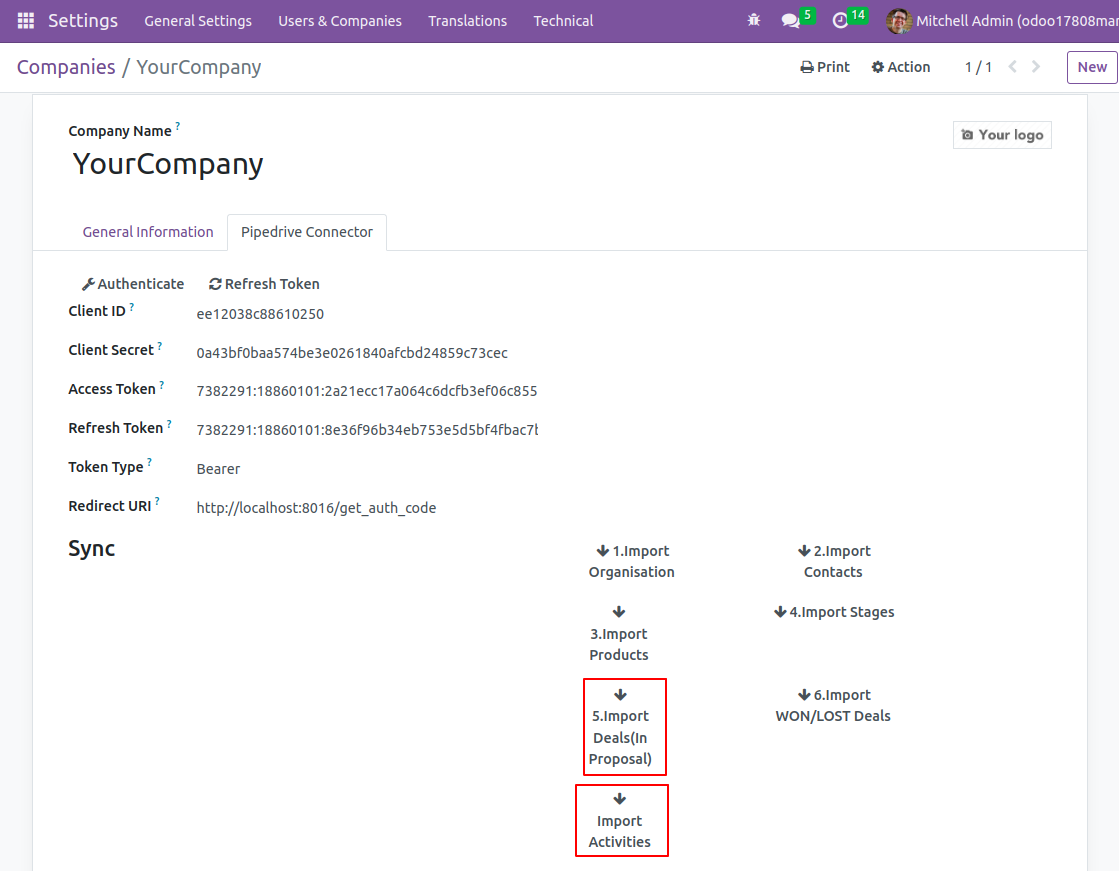 Settings General Settings Users & Companies Translations Technical 5 14 Mitchell Admin (odoo17808mar
Companies / YourCompany Print Action 1 / 1 New
Company Name ?
Your logo
YourCompany
General Information Pipedrive Connector
Authenticate Refresh Token
Client ID ? ee12038c88610250
Client Secret ? 0a43bf0baa574be3e0261840afcbd24859c73cec
Access Token ? 7382291:18860101:2a21ecc17a064c6dcfb3ef06c855
Refresh Token ? 7382291:18860101:8e36f96b34eb753e5d5bf4fbac7b
Token Type ? Bearer
Redirect URI ? http://localhost:8016/get_auth_code
Sync
1.Import
Organisation
2.Import
Contacts
3.Import
Products
4.Import Stages
5.Import
Deals(In
Proposal)
6.Import
WON/LOST Deals
Import
Activities